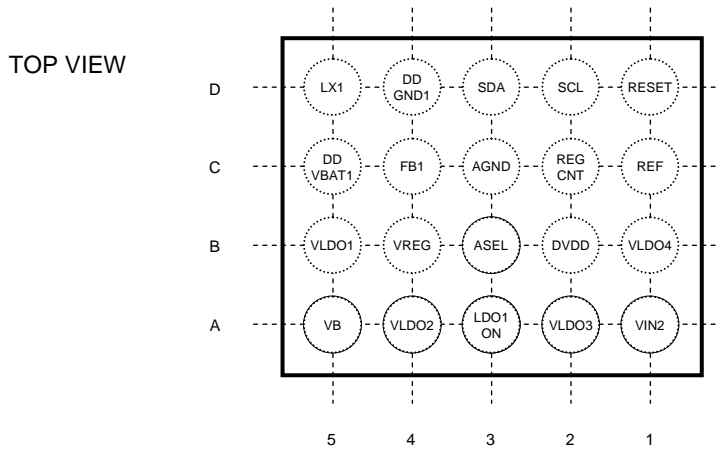 TOP VIEW
D LX1 DD GND1 SDA SCL RESET
C DD VBAT1 FB1 AGND REG CNT REF
B VLDO1 VREG ASEL DVDD VLDO4
A VB VLDO2 LDO1 ON VLDO3 VIN2
5 4 3 2 1